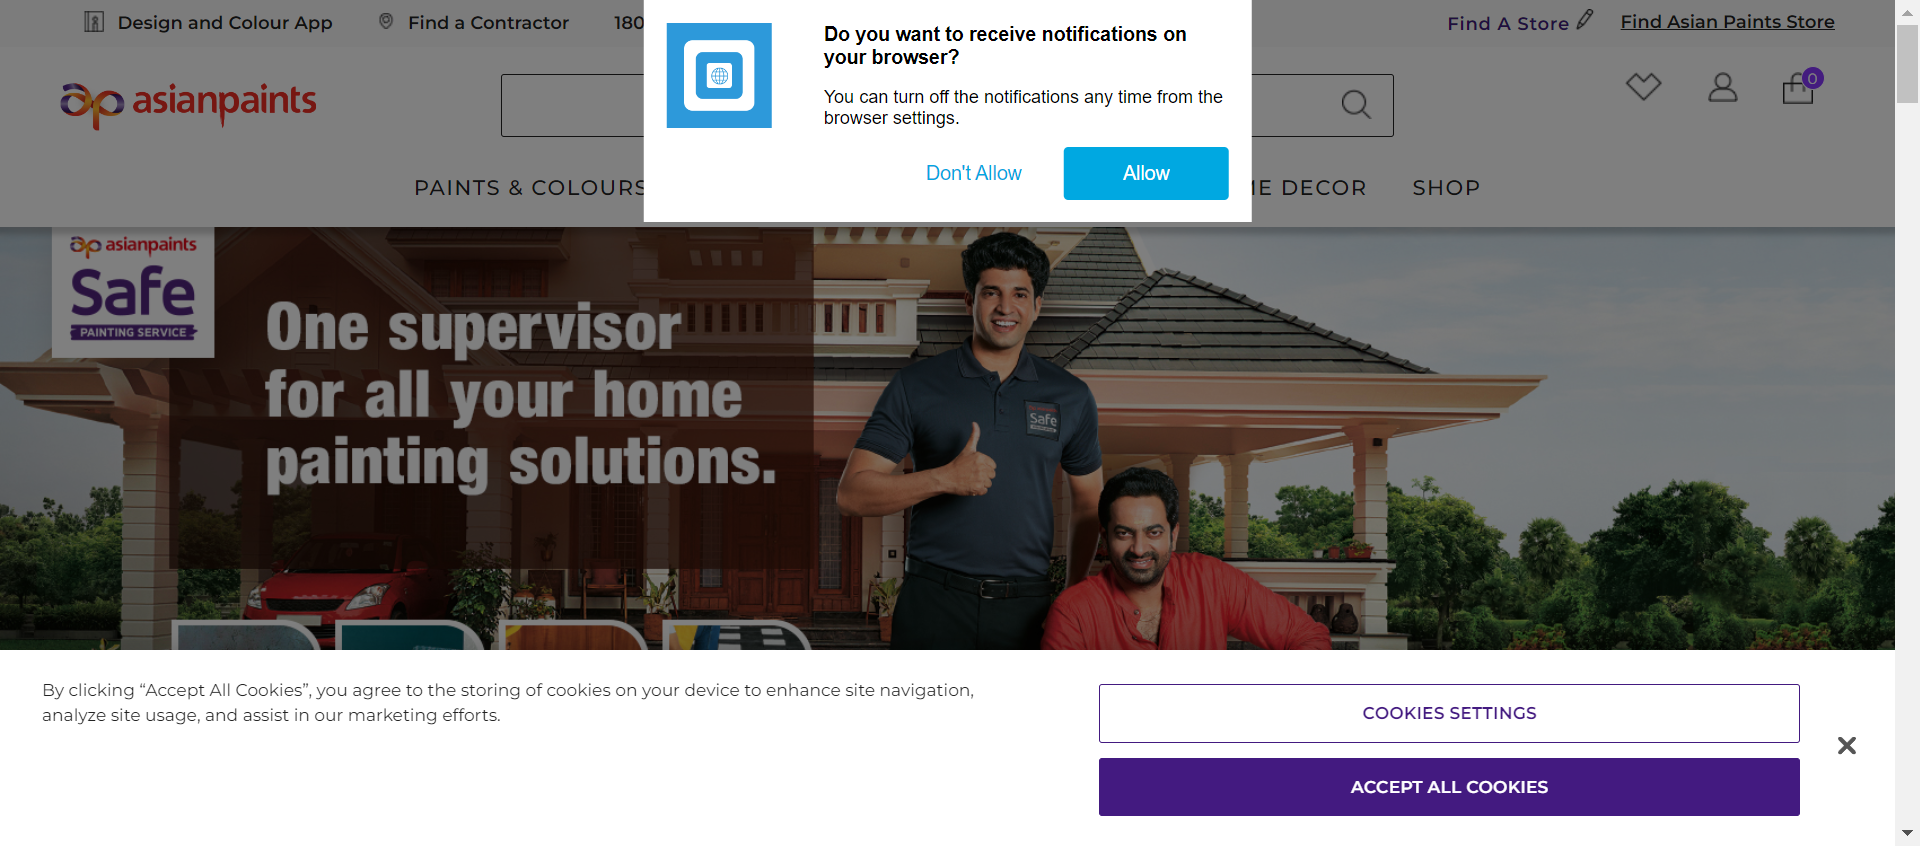 Design and Colour App
Find a Contractor
180
Find A Store
Find Asian Paints Store
Do you want to receive notifications on
your browser?
You can turn off the notifications any time from the
browser settings.
Don't Allow
Allow
asianpaints
0
PAINTS & COLOURS
ME DECOR
SHOP
asianpaints
Safe
PAINTING SERVICE
One supervisor
for all your home
painting solutions.
Safe
By clicking “Accept All Cookies”, you agree to the storing of cookies on your device to enhance site navigation,
analyze site usage, and assist in our marketing efforts.
COOKIES SETTINGS
ACCEPT ALL COOKIES